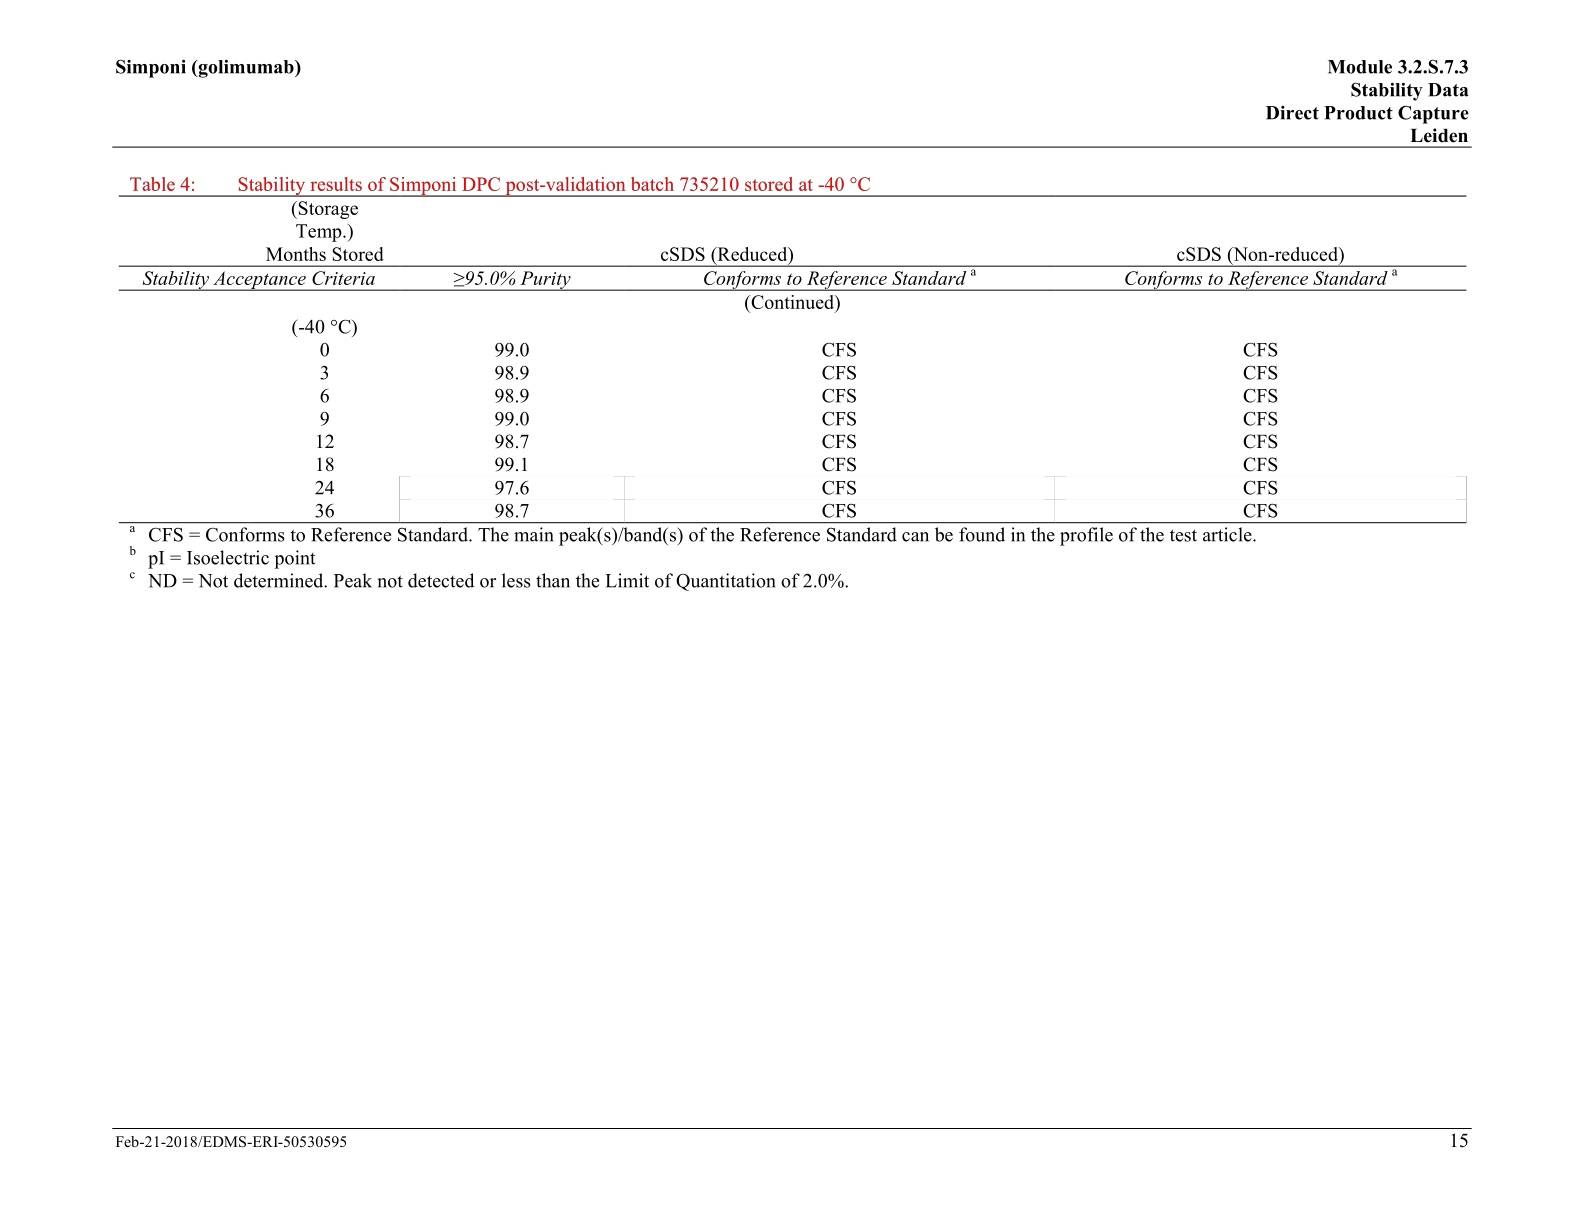 Simponi (golimumab)
Module 3.2.S.7.3
Stability Data
Direct Product Capture
Leiden
Table 4: Stability results of Simponi DPC post-validation batch 735210 stored at -40 °C
(Storage
Temp.)
Months Stored cSDS (Reduced) cSDS (Non-reduced)
Stability Acceptance Criteria ≥95.0% Purity Conforms to Reference Standard a Conforms to Reference Standard a
(Continued)
(-40 °C)
0 99.0 CFS CFS
3 98.9 CFS CFS
6 98.9 CFS CFS
9 99.0 CFS CFS
12 98.7 CFS CFS
18 99.1 CFS CFS
24 97.6 CFS CFS
36 98.7 CFS CFS
a CFS = Conforms to Reference Standard. The main peak(s)/band(s) of the Reference Standard can be found in the profile of the test article.
b pI = Isoelectric point
c ND = Not determined. Peak not detected or less than the Limit of Quantitation of 2.0%.
Feb-21-2018/EDMS-ERI-50530595 15